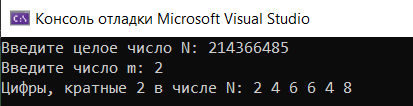 Консоль отладки Microsoft Visual Studio
Введите целое число N: 214366485
Введите число m: 2
Цифры, кратные 2 в числе N: 2 4 6 6 4 8